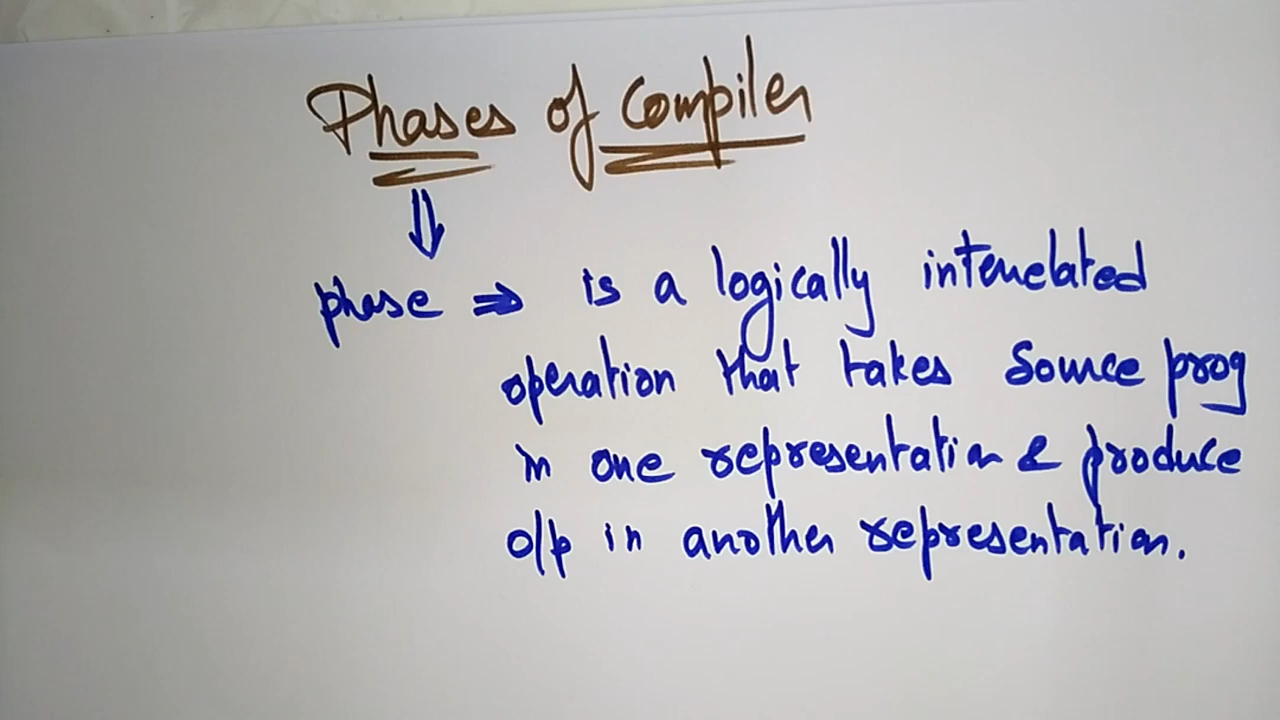 Phases of Compiler
⇓
phase ⇒ is a logically interrelated
operation that takes Source prog
in one representation & produce
o/p in another representation.